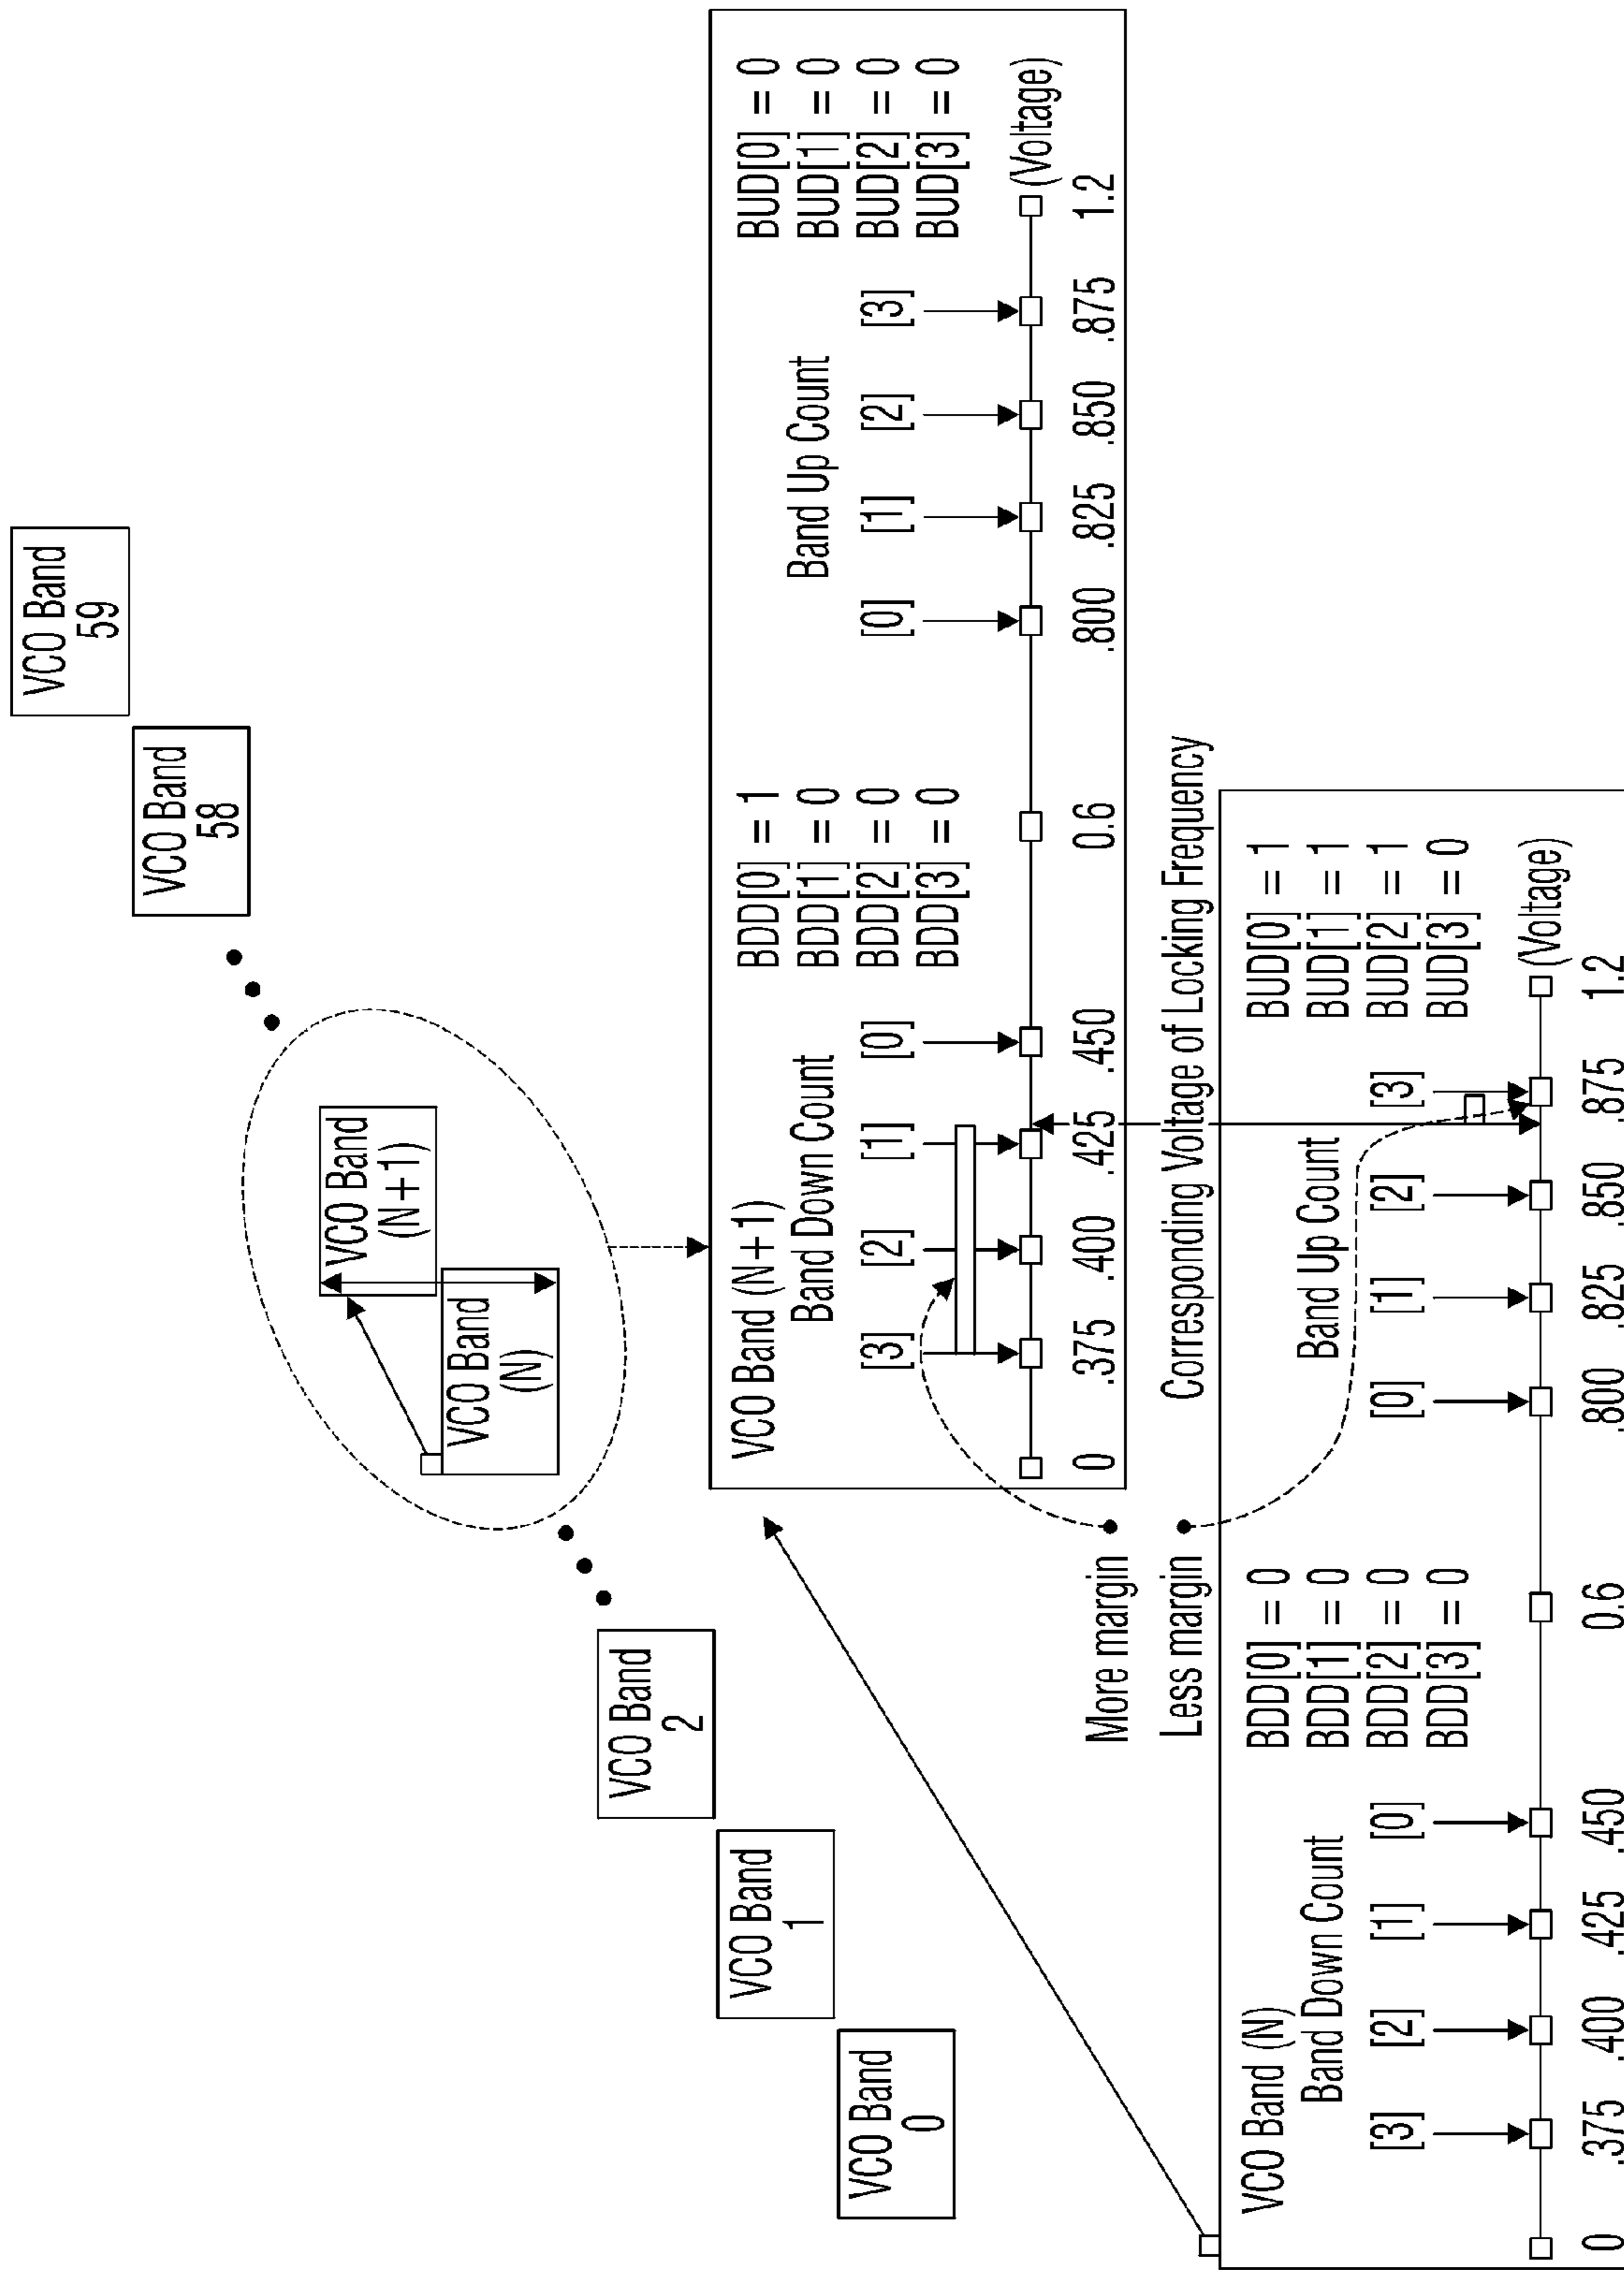 VCO Band
59
VCO Band
58
VCO Band
(N+1)
VCO Band
(N)
VCO Band
2
VCO Band
1
VCO Band
0
VCO Band (N+1)
Band Down Count
[3] [2] [1] [0]
BDD[0] = 1
BDD[1] = 0
BDD[2] = 0
BDD[3] = 0
Band Up Count
[0] [1] [2] [3]
BUD[0] = 0
BUD[1] = 0
BUD[2] = 0
BUD[3] = 0
(Voltage)
0 .375 .400 .425 .450 0.6 .800 .825 .850 .875 1.2
More margin
Less margin
Corresponding Voltage of Locking Frequency
VCO Band (N)
Band Down Count
[3] [2] [1] [0]
BDD[0] = 0
BDD[1] = 0
BDD[2] = 0
BDD[3] = 0
Band Up Count
[0] [1] [2] [3]
BUD[0] = 1
BUD[1] = 1
BUD[2] = 1
BUD[3] = 0
(Voltage)
0 .375 .400 .425 .450 0.6 .800 .825 .850 .875 1.2